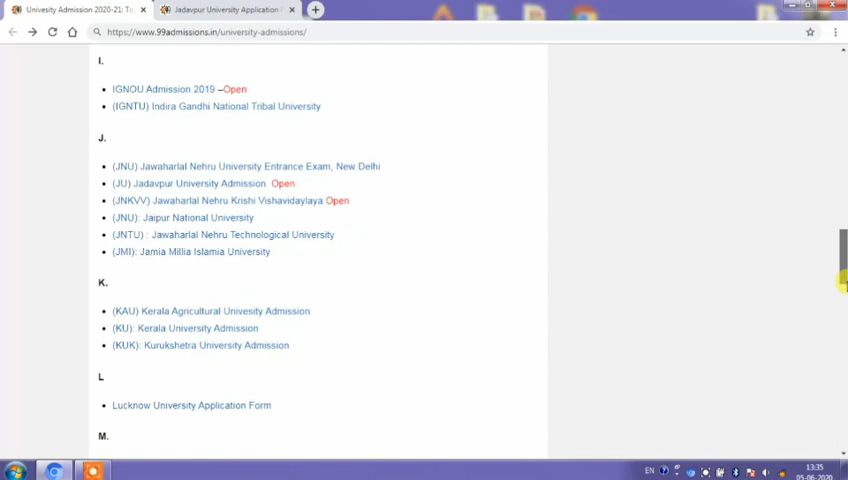 Univesity Admission 2020-21: To
Jadavpur University Application F
https://www.99admissions.in/university-admissions/
I.
IGNOU Admission 2019 –Open
(IGNTU) Indira Gandhi National Tribal University
J.
(JNU) Jawaharlal Nehru University Entrance Exam, New Delhi
(JU) Jadavpur University Admission Open
(JNKVV) Jawaharlal Nehru Krishi Vishavidaylaya Open
(JNU): Jaipur National University
(JNTU) : Jawaharlal Nehru Technological University
(JMI): Jamia Millia Islamia University
K.
(KAU) Kerala Agricultural Univesity Admission
(KU): Kerala University Admission
(KUK): Kurukshetra University Admission
L
Lucknow University Application Form
M.
EN
13:35
05-06-2020